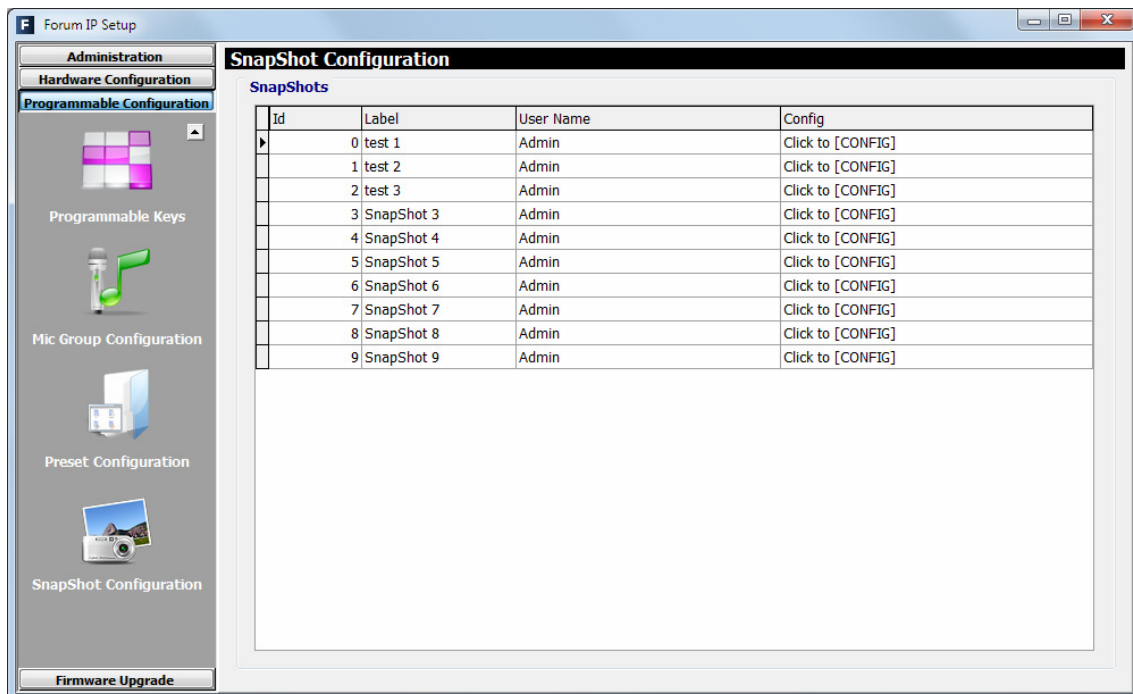 F Forum IP Setup
Administration
Hardware Configuration
Programmable Configuration
Programmable Keys
Mic Group Configuration
Preset Configuration
SnapShot Configuration
Firmware Upgrade
SnapShot Configuration
SnapShots
Id Label User Name Config
0 test 1 Admin Click to [CONFIG]
1 test 2 Admin Click to [CONFIG]
2 test 3 Admin Click to [CONFIG]
3 SnapShot 3 Admin Click to [CONFIG]
4 SnapShot 4 Admin Click to [CONFIG]
5 SnapShot 5 Admin Click to [CONFIG]
6 SnapShot 6 Admin Click to [CONFIG]
7 SnapShot 7 Admin Click to [CONFIG]
8 SnapShot 8 Admin Click to [CONFIG]
9 SnapShot 9 Admin Click to [CONFIG]